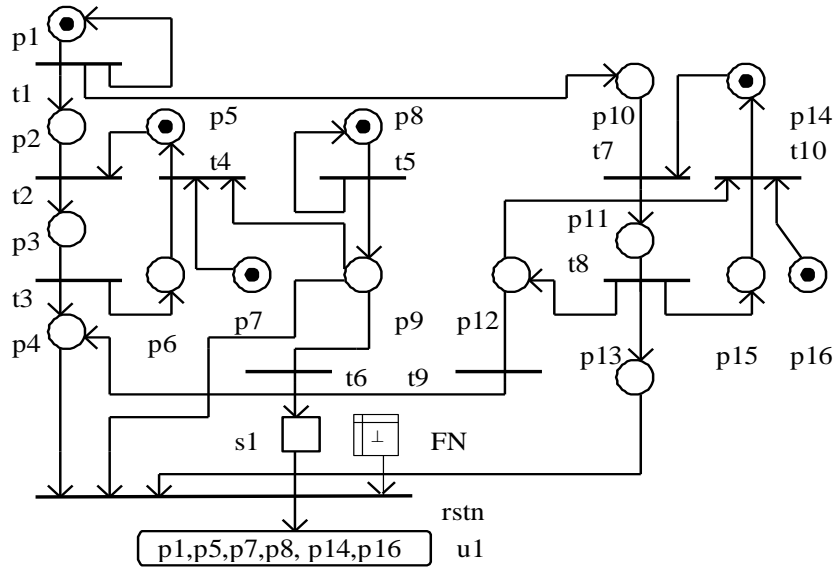 p1
t1
p2 p5 p8 p10 p14
t4 t5 t7 t10
t2
p3 p11
t3 t8
p4 p6 p7 p9 p12 p13 p15 p16
t6 t9
s1 ⊥ FN
rstn
p1,p5,p7,p8, p14,p16 u1